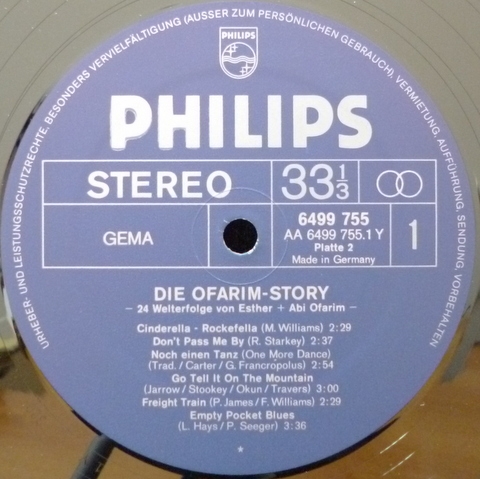 URHEBER- UND LEISTUNGSSCHUTZRECHTE, BESONDERS VERVIELFÄLTIGUNG (AUSSER ZUM PERSÖNLICHEN GEBRAUCH), VERMIETUNG, AUFFÜHRUNG, SENDUNG, VORBEHALTEN
PHILIPS
PHILIPS
STEREO
33 1/3
GEMA
6499 755
AA 6499 755.1 Y
Platte 2
Made in Germany
1
DIE OFARIM-STORY
– 24 Welterfolge von Esther + Abi Ofarim –
Cinderella - Rockefella (M. Williams) 2:29
Don't Pass Me By (R. Starkey) 2:37
Noch einen Tanz (One More Dance)
(Trad. / Carter / G. Francropolus) 2:54
Go Tell It On The Mountain
(Jarrow / Stookey / Okun / Travera) 3:00
Freight Train (P. James / F. Williams) 2:29
Empty Pocket Blues
(L. Hays / P. Seeger) 3:36
*